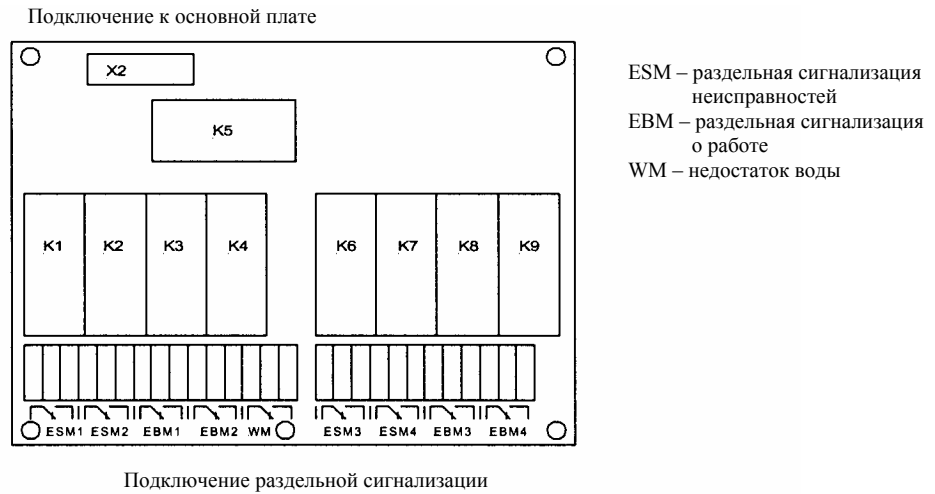 Подключение к основной плате
X2
K5
K1 K2 K3 K4 K6 K7 K8 K9
ESM1 ESM2 EBM1 EBM2 WM ESM3 ESM4 EBM3 EBM4
Подключение раздельной сигнализации
ESM – раздельная сигнализация
неисправностей
EBM – раздельная сигнализация
о работе
WM – недостаток воды